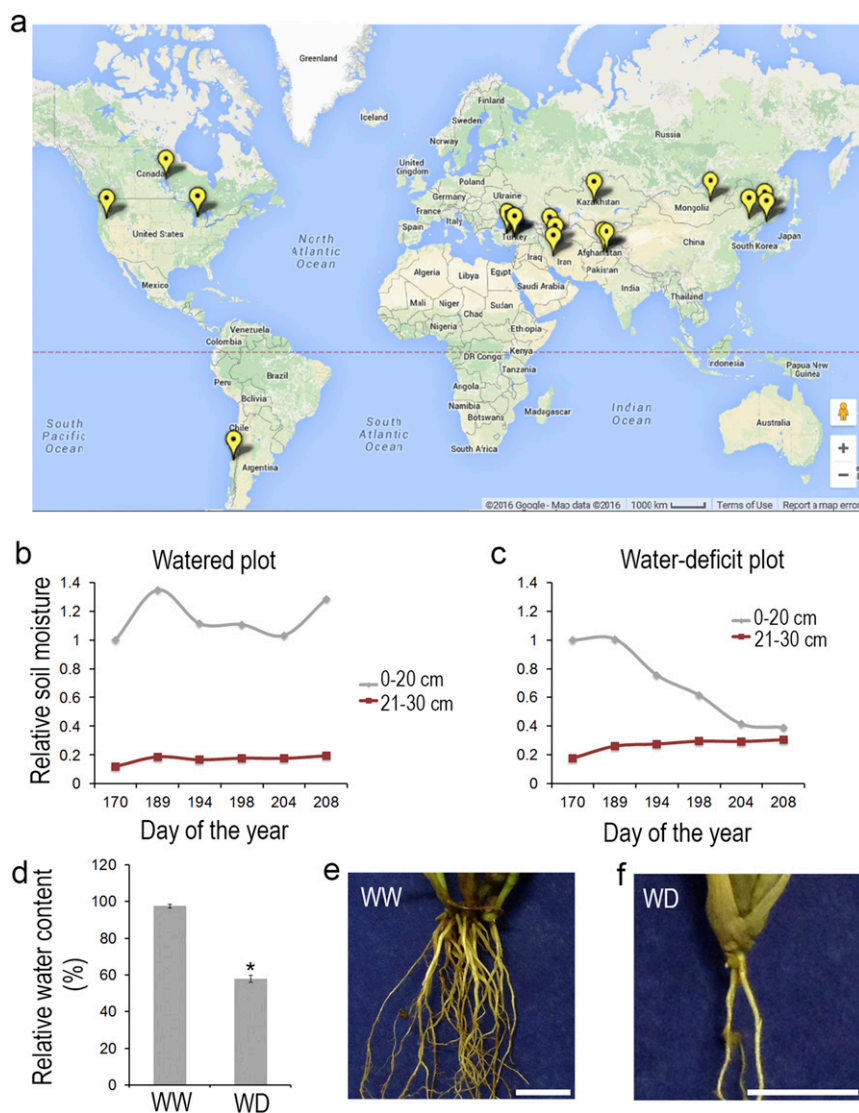 a
Greenland
Iceland
Finland
Sweden
Norway
Russia
Canada
United
Kingdom
Poland
Germany
Ukraine
France
Italy
Spain
Turkey
Kazakhstan
Mongolia
China
South Korea
Japan
United States
North
Atlantic
Ocean
Mexico
Iraq
Iran
Afghanistan
Pakistan
Algeria
Libya
Egypt
Saudi Arabia
India
Thailand
Mali
Niger
Chad
Sudan
Nigeria
Ethiopia
Venezuela
Colombia
DR Congo
Kenya
Tanzania
Indonesia
Papua New
Guinea
Peru
Brazil
Bolivia
Angola
Namibia
Botswana
Madagascar
South Africa
Chile
Argentina
South
Pacific
Ocean
South
Atlantic
Ocean
Indian
Ocean
Australia
+
−
©2016 Google - Map data ©2016 1000 km Terms of Use Report a map error
b
Watered plot
Relative soil moisture
1.4
1.2
1
0.8
0.6
0.4
0.2
0
0-20 cm
21-30 cm
170 189 194 198 204 208
Day of the year
c
Water-deficit plot
1.4
1.2
1
0.8
0.6
0.4
0.2
0
0-20 cm
21-30 cm
170 189 194 198 204 208
Day of the year
d
Relative water content
(%)
120
100
80
60
40
20
0
*
WW WD
e
WW
f
WD